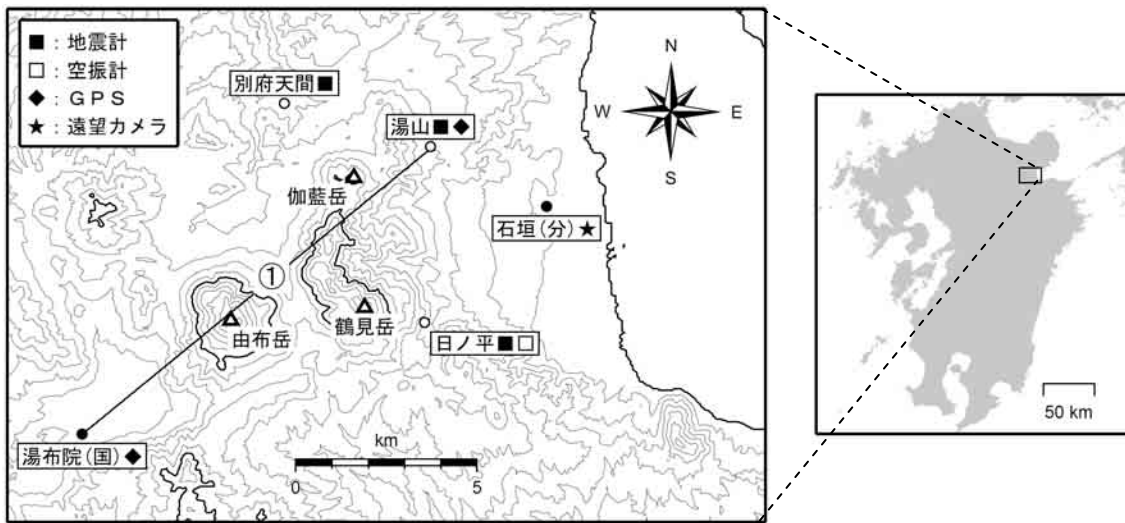 ■：地震計
□：空振計
◆：ＧＰＳ
★：遠望カメラ
別府天間■
湯山■◆
伽藍岳
石垣(分)★
①
由布岳
鶴見岳
日ノ平■□
湯布院(国)◆
km
0 5
N
W E
S
50 km